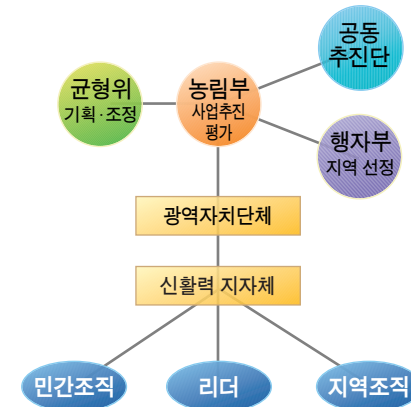 공동
추진단
균형위
기획·조정
농림부
사업추진
평가
행자부
지역 선정
광역자치단체
신활력 지자체
민간조직
리더
지역조직